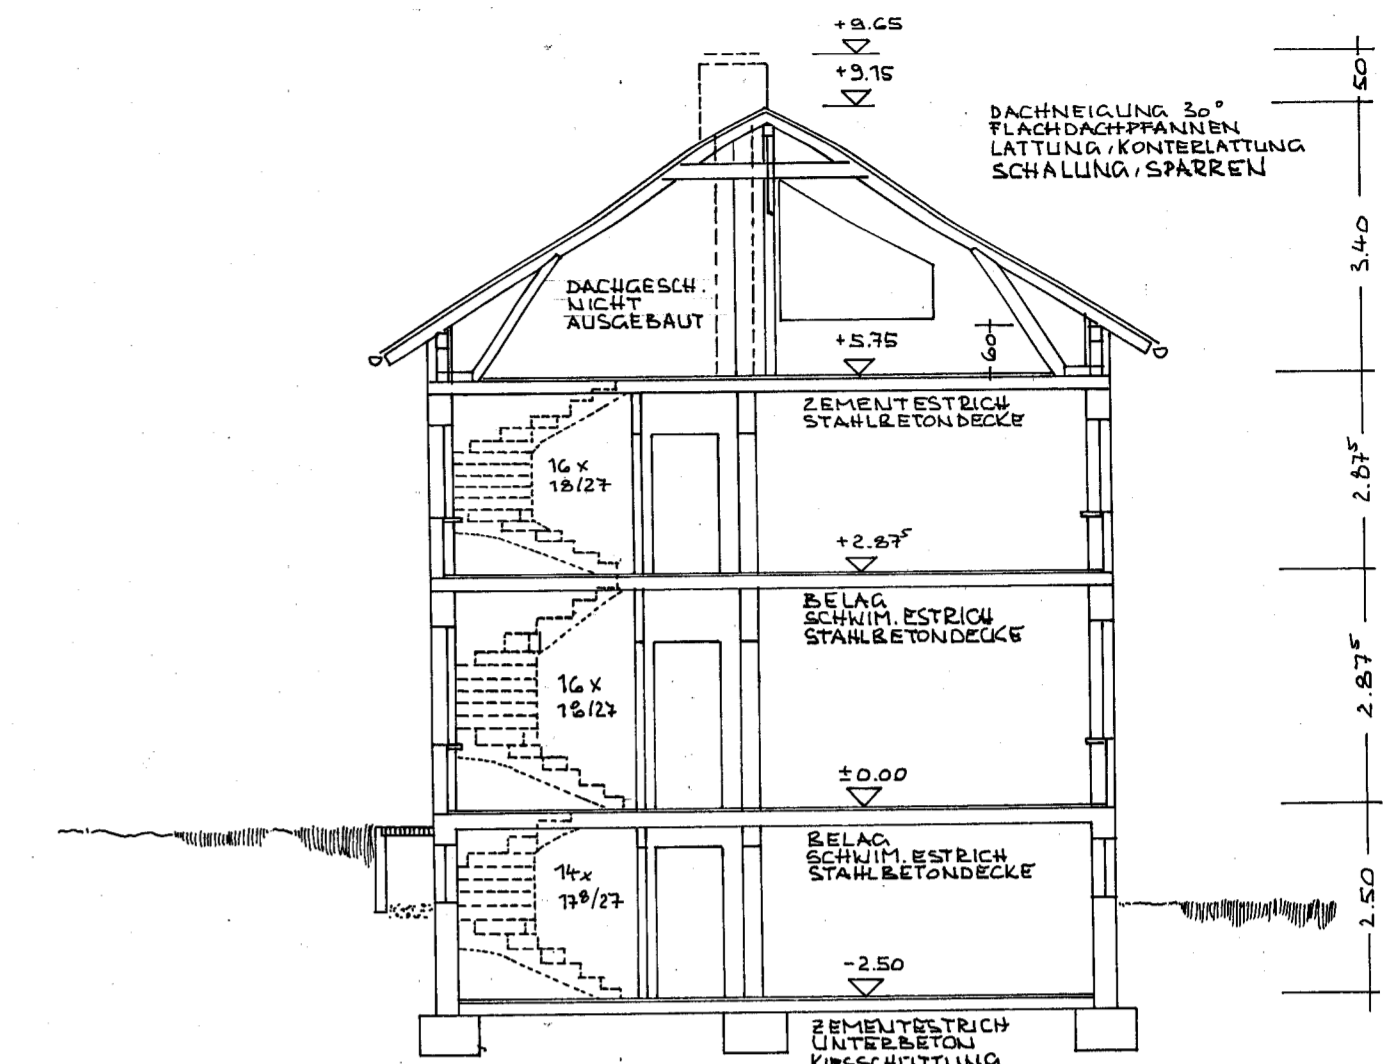 +9.65
+9.15
50
DACHNEIGUNG 30°
FLACHDACHPFANNEN
LATTUNG, KONTERLATTUNG
SCHALUNG, SPARREN
3.40
DACHGESCH.
NICHT
AUSGEBAUT
+5.75
60
ZEMENTESTRICH
STAHLBETONDECKE
16 x
18/27
2.87⁵
+2.87⁵
BELAG
SCHWIM. ESTRICH
STAHLBETONDECKE
16 x
18/27
2.87⁵
±0.00
BELAG
SCHWIM. ESTRICH
STAHLBETONDECKE
14x
17⁸/27
2.50
-2.50
ZEMENTESTRICH
UNTERBETON
KIESSCHÜTTUNG